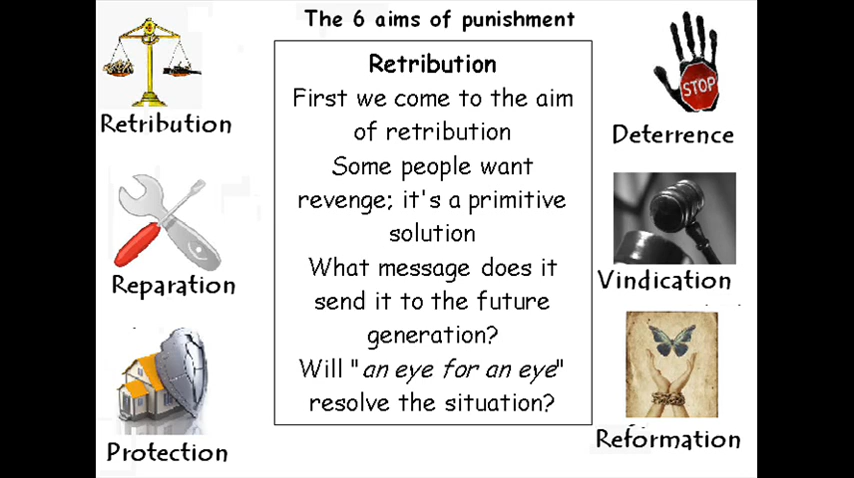 The 6 aims of punishment
Retribution
Reparation
Protection
Retribution
First we come to the aim
of retribution
Some people want
revenge; it's a primitive
solution
What message does it
send it to the future
generation?
Will "an eye for an eye"
resolve the situation?
STOP
Deterrence
Vindication
Reformation